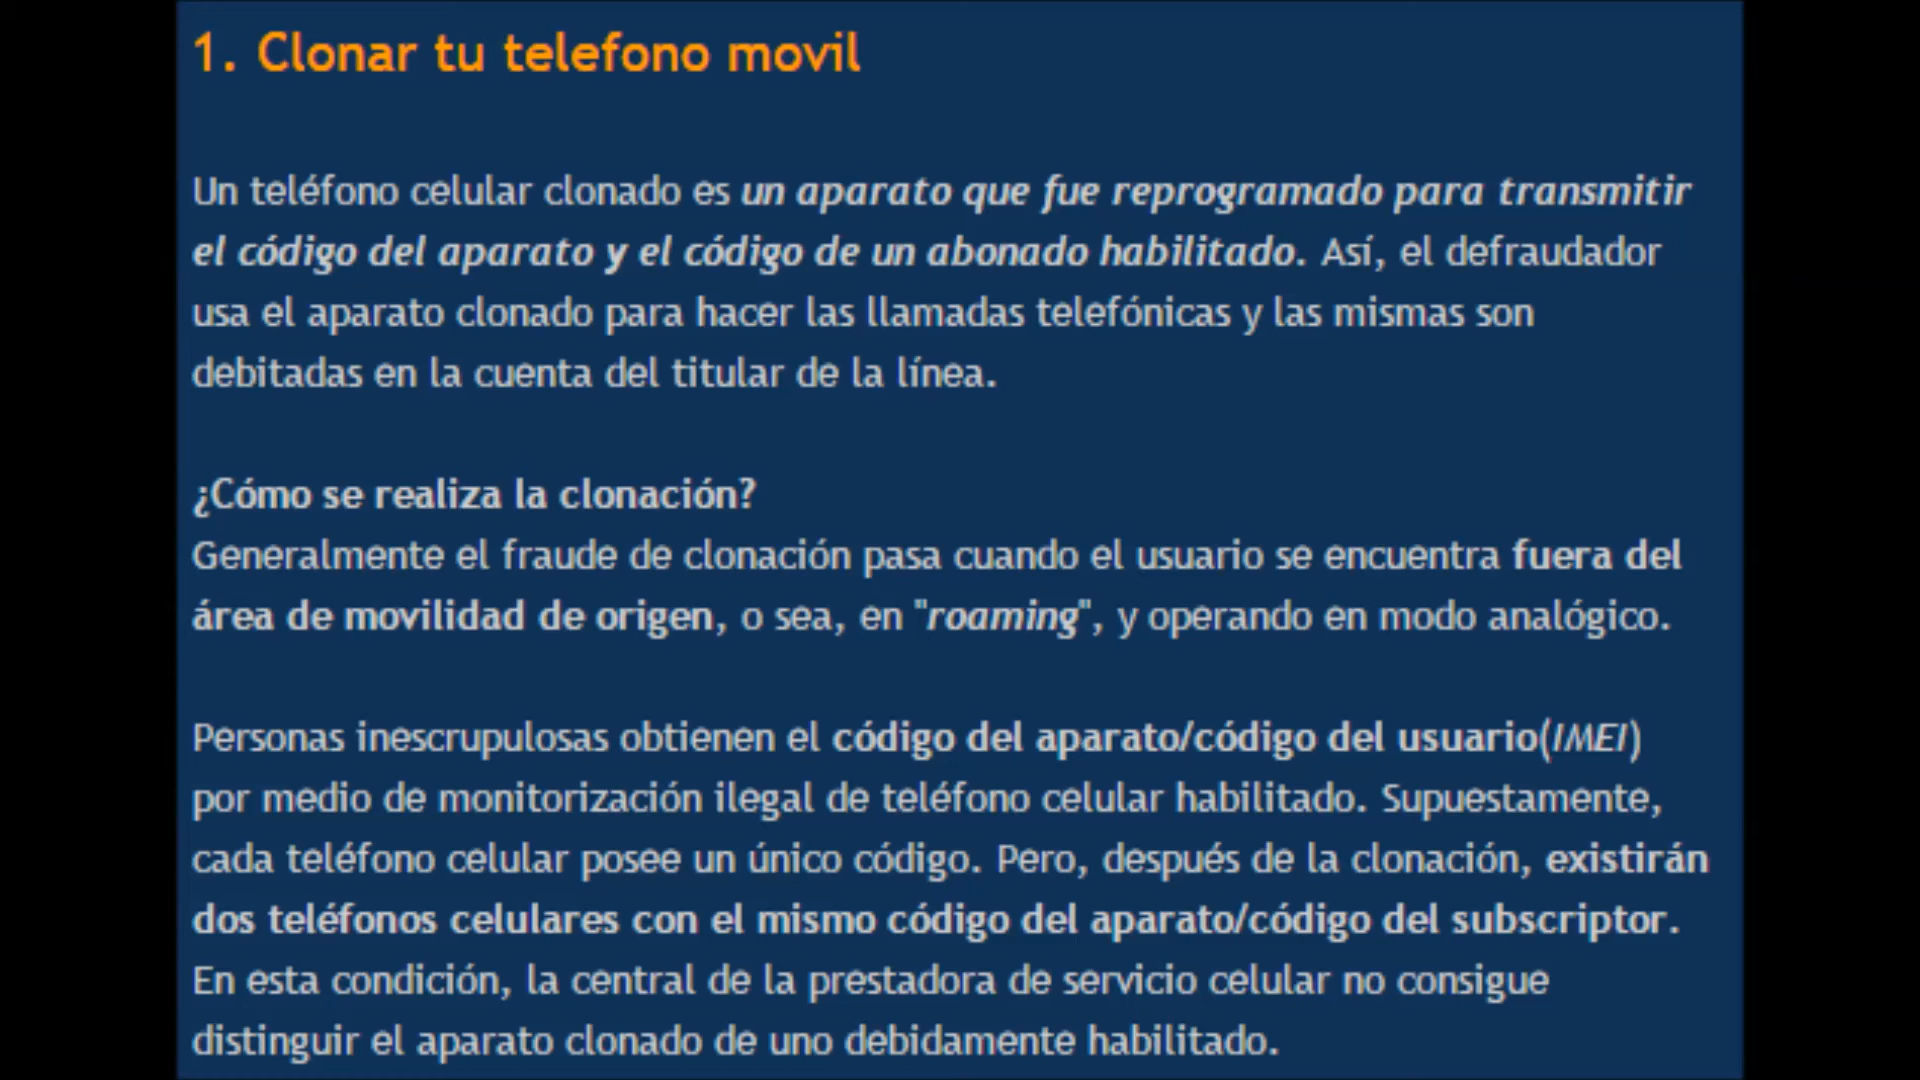 1. Clonar tu telefono movil
Un teléfono celular clonado es un aparato que fue reprogramado para transmitir
el código del aparato y el código de un abonado habilitado. Así, el defraudador
usa el aparato clonado para hacer las llamadas telefónicas y las mismas son
debitadas en la cuenta del titular de la línea.
¿Cómo se realiza la clonación?
Generalmente el fraude de clonación pasa cuando el usuario se encuentra fuera del
área de movilidad de origen, o sea, en "roaming", y operando en modo analógico.
Personas inescrupulosas obtienen el código del aparato/código del usuario(IMEI)
por medio de monitorización ilegal de teléfono celular habilitado. Supuestamente,
cada teléfono celular posee un único código. Pero, después de la clonación, existirán
dos teléfonos celulares con el mismo código del aparato/código del subscriptor.
En esta condición, la central de la prestadora de servicio celular no consigue
distinguir el aparato clonado de uno debidamente habilitado.